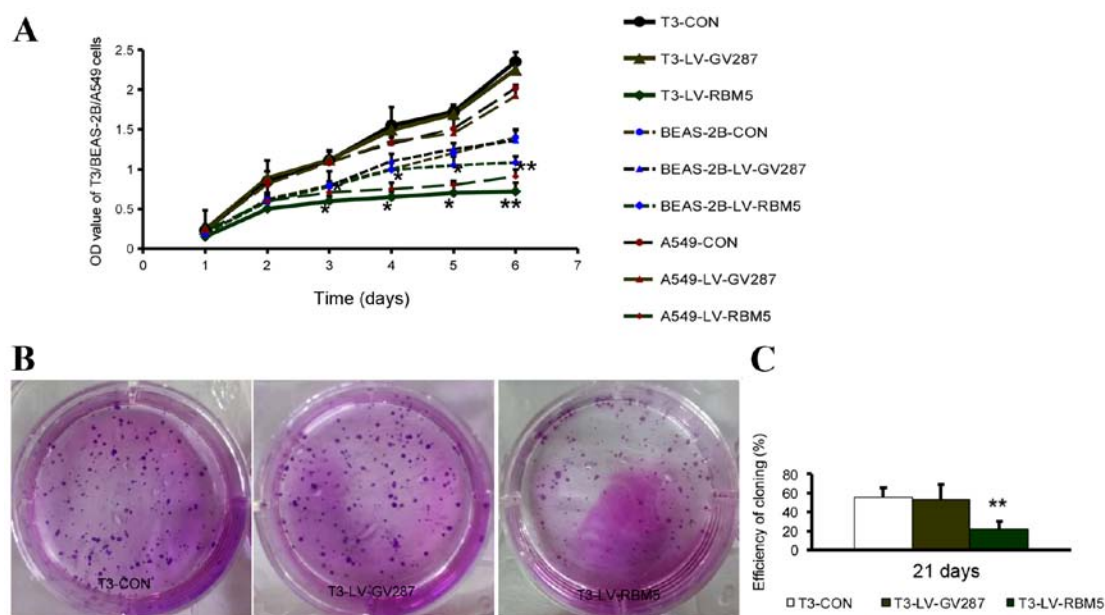 A
OD value of T3/BEAS-2B/A549 cells
2.5
2
1.5
1
0.5
0
0
1
2
3
4
5
6
7
* * * **
* * * **
Time (days)
T3-CON
T3-LV-GV287
T3-LV-RBM5
BEAS-2B-CON
BEAS-2B-LV-GV287
BEAS-2B-LV-RBM5
A549-CON
A549-LV-GV287
A549-LV-RBM5
B
T3-CON
T3-LV-GV287
T3-LV-RBM5
C
Efficiency of cloning (%)
80
60
40
20
0
**
21 days
T3-CON T3-LV-GV287 T3-LV-RBM5